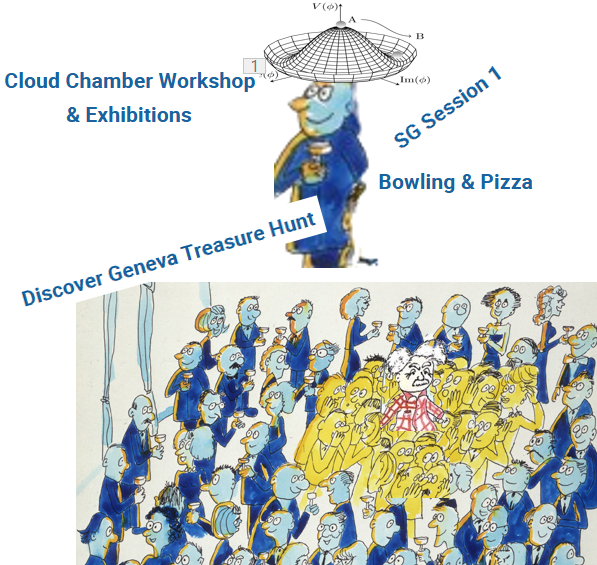 V(ϕ)
A
B
1
(ϕ)
Im(ϕ)
Cloud Chamber Workshop
& Exhibitions
SG Session 1
Bowling & Pizza
Discover Geneva Treasure Hunt